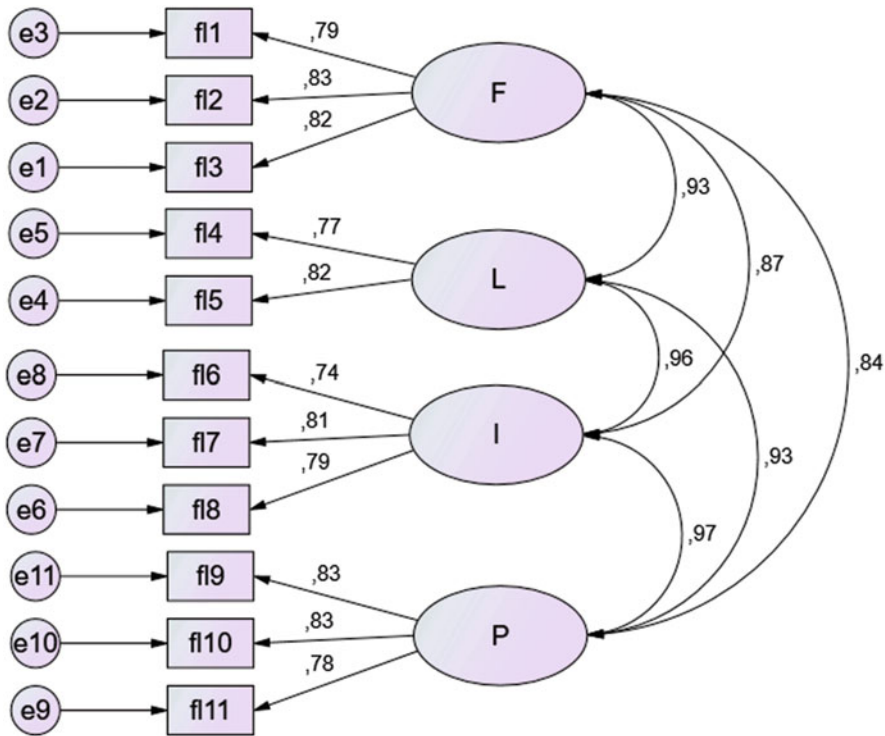 e3 fl1 ,79
e2 fl2 ,83 F
e1 fl3 ,82
,93
e5 fl4 ,77
e4 fl5 ,82 L
,87
,96 ,84
e8 fl6 ,74
e7 fl7 ,81 I
,93
e6 fl8 ,79
,97
e11 fl9 ,83
e10 fl10 ,83 P
e9 fl11 ,78